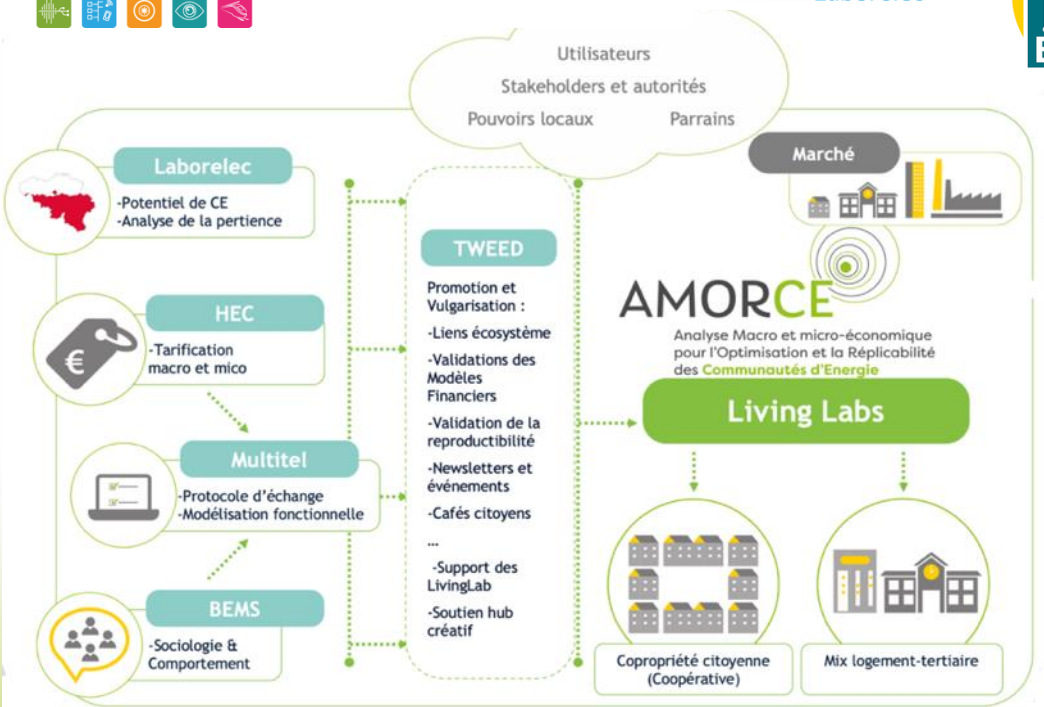 Utilisateurs
Stakeholders et autorités
Pouvoirs locaux
Parrains
Marché
Laborelec
-Potentiel de CE
-Analyse de la pertience
HEC
-Tarification
macro et mico
Multitel
-Protocole d'échange
-Modélisation fonctionnelle
BEMS
-Sociologie &
Comportement
TWEED
Promotion et
Vulgarisation :
-Liens écosystème
-Validations des
Modèles
Financiers
-Validation de la
reproductibilité
-Newsletters et
événements
-Cafés citoyens
...
-Support des
LivingLab
-Soutien hub
créatif
AMORCE
Analyse Macro et micro-économique
pour l'Optimisation et la Réplicabilité
des Communautés d'Energie
Living Labs
Copropriété citoyenne
(Coopérative)
Mix logement-tertiaire
€